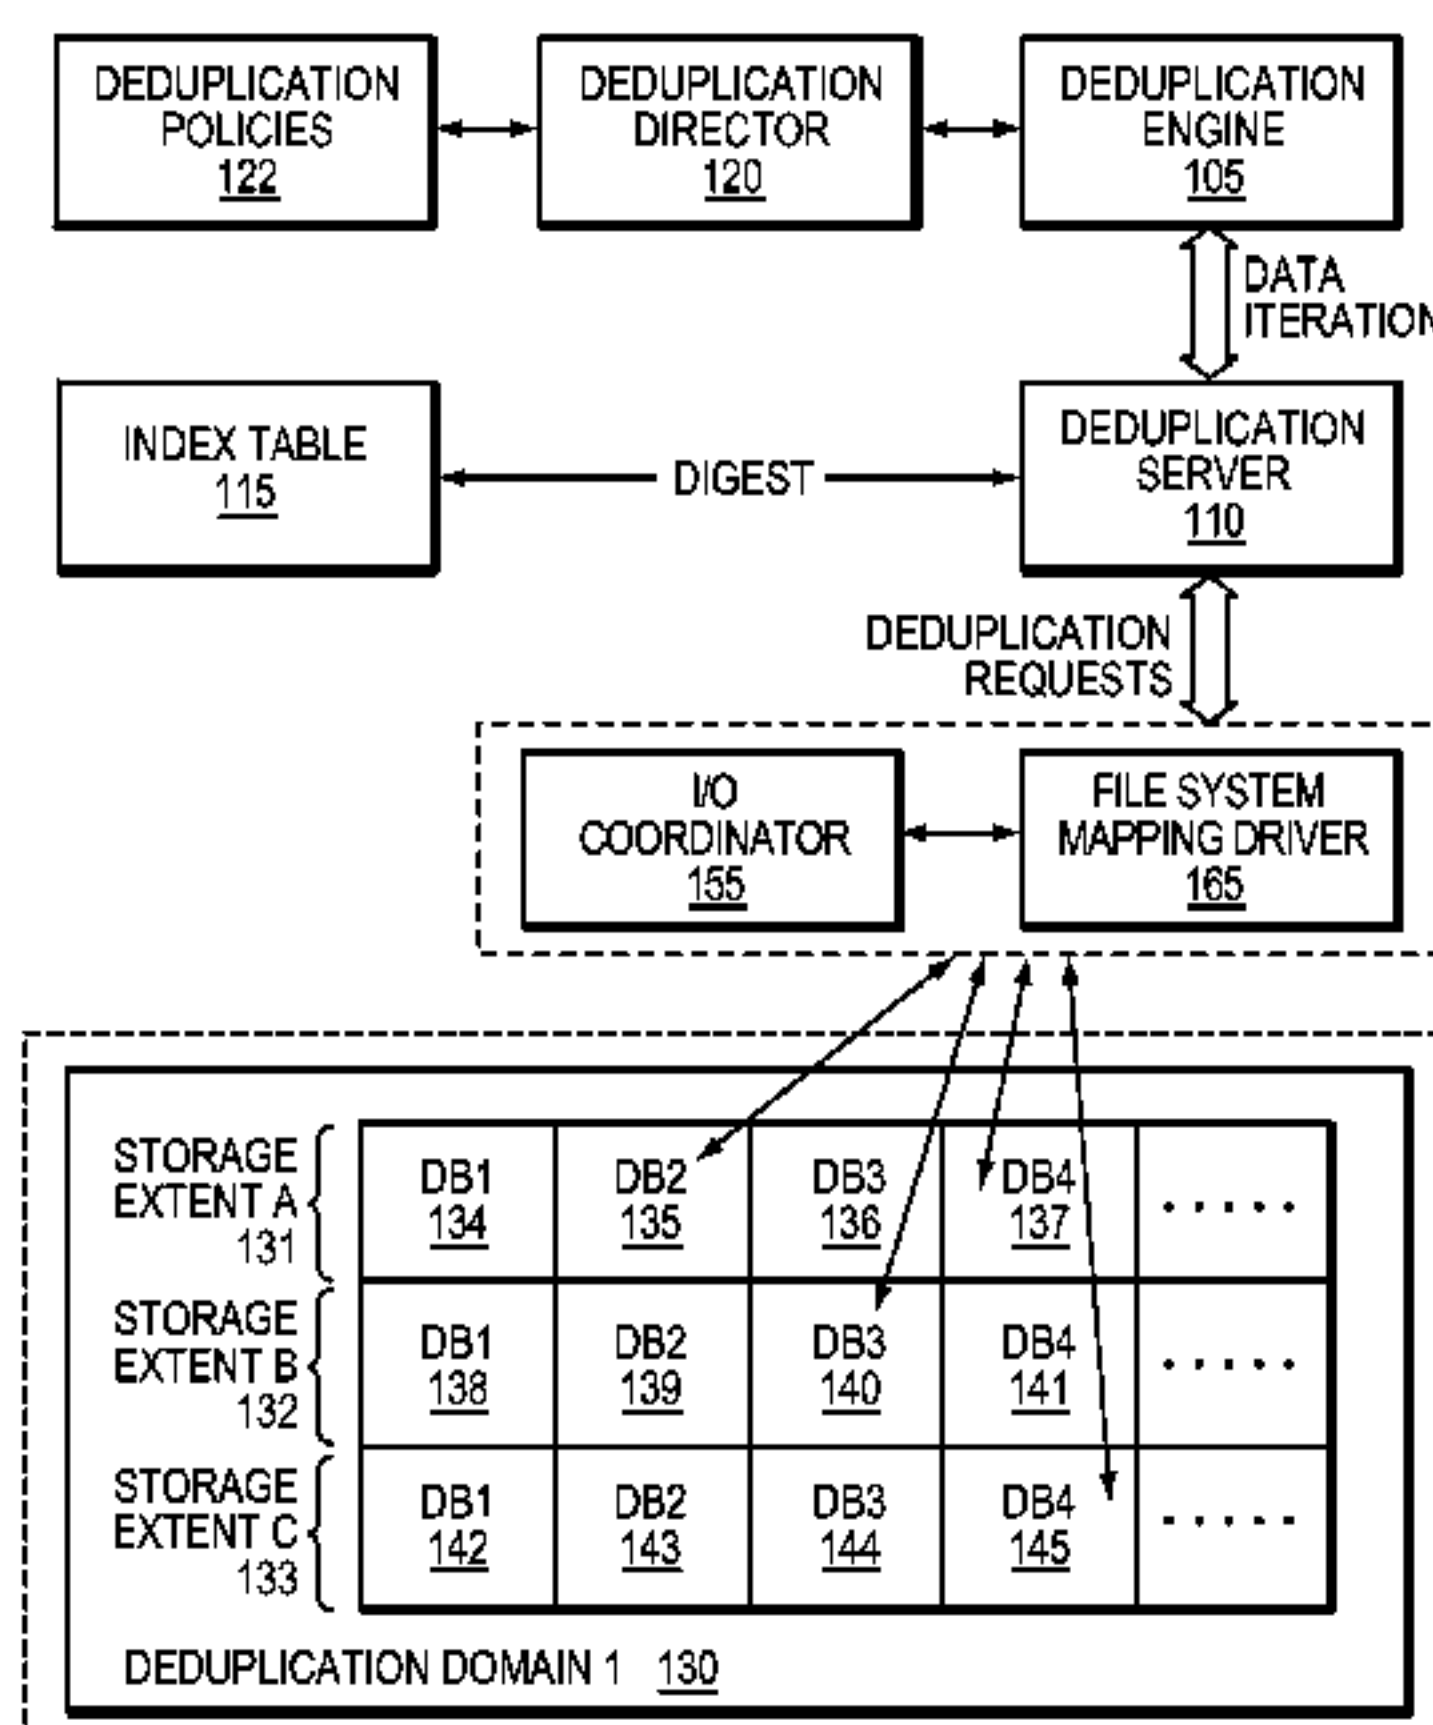 DEDUPLICATION
POLICIES
122
DEDUPLICATION
DIRECTOR
120
DEDUPLICATION
ENGINE
105
DATA
ITERATION
INDEX TABLE
115
DIGEST
DEDUPLICATION
SERVER
110
DEDUPLICATION
REQUESTS
I/O
COORDINATOR
155
FILE SYSTEM
MAPPING DRIVER
165
STORAGE
EXTENT A
131
DB1
134
DB2
135
DB3
136
DB4
137
.....
STORAGE
EXTENT B
132
DB1
138
DB2
139
DB3
140
DB4
141
.....
STORAGE
EXTENT C
133
DB1
142
DB2
143
DB3
144
DB4
145
.....
DEDUPLICATION DOMAIN 1 130